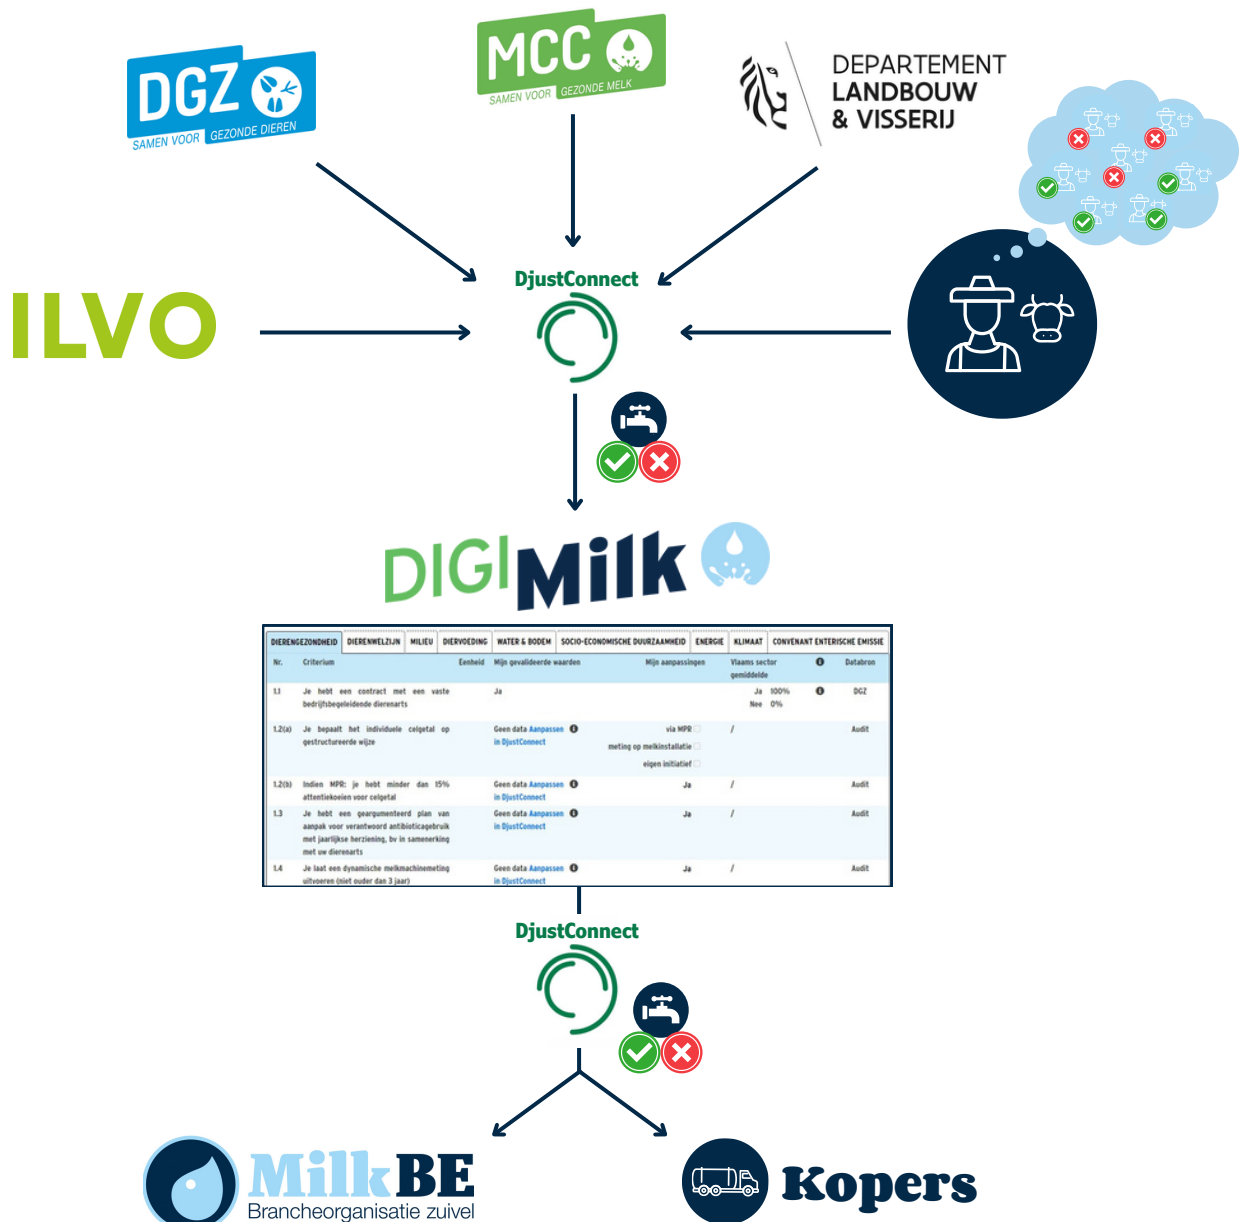 DGZ
SAMEN VOOR GEZONDE DIEREN
MCC
SAMEN VOOR GEZONDE MELK
DEPARTEMENT
LANDBOUW
& VISSERIJ
ILVO
DjustConnect
DIGIMilk
DIERENGEZONDHEID DIERENWELZIJN MILIEU DIERVOEDING WATER & BODEM SOCIO-ECONOMISCHE DUURZAAMHEID ENERGIE KLIMAAT CONVENANT ENTERISCHE EMISSIE
Nr. Criterium Eenheid Mijn gevalideerde waarden Mijn aanpassingen Vlaams sector Databron
gemiddelde
1.1 Je hebt een contract met een vaste Ja Ja 100% DGZ
bedrijfsbegeleidende dierenarts Nee 0%
1.2(a) Je bepaalt het individuele celgetal op Geen data Aanpassen via MPR / Audit
gestructureerde wijze in DjustConnect meting op melkinstallatie
eigen initiatief
1.2(b) Indien MPR: je hebt minder dan 15% Geen data Aanpassen Ja / Audit
attentiekoeien voor celgetal in DjustConnect
1.3 Je hebt een geargumenteerd plan van Geen data Aanpassen Ja / Audit
aanpak voor verantwoord antibioticagebruik in DjustConnect
met jaarlijkse herziening, bv in samenerking
met uw dierenarts
1.4 Je laat een dynamische melkmachinemeting Geen data Aanpassen Ja / Audit
uitvoeren (niet ouder dan 3 jaar) in DjustConnect
DjustConnect
MilkBE
Brancheorganisatie zuivel
Kopers